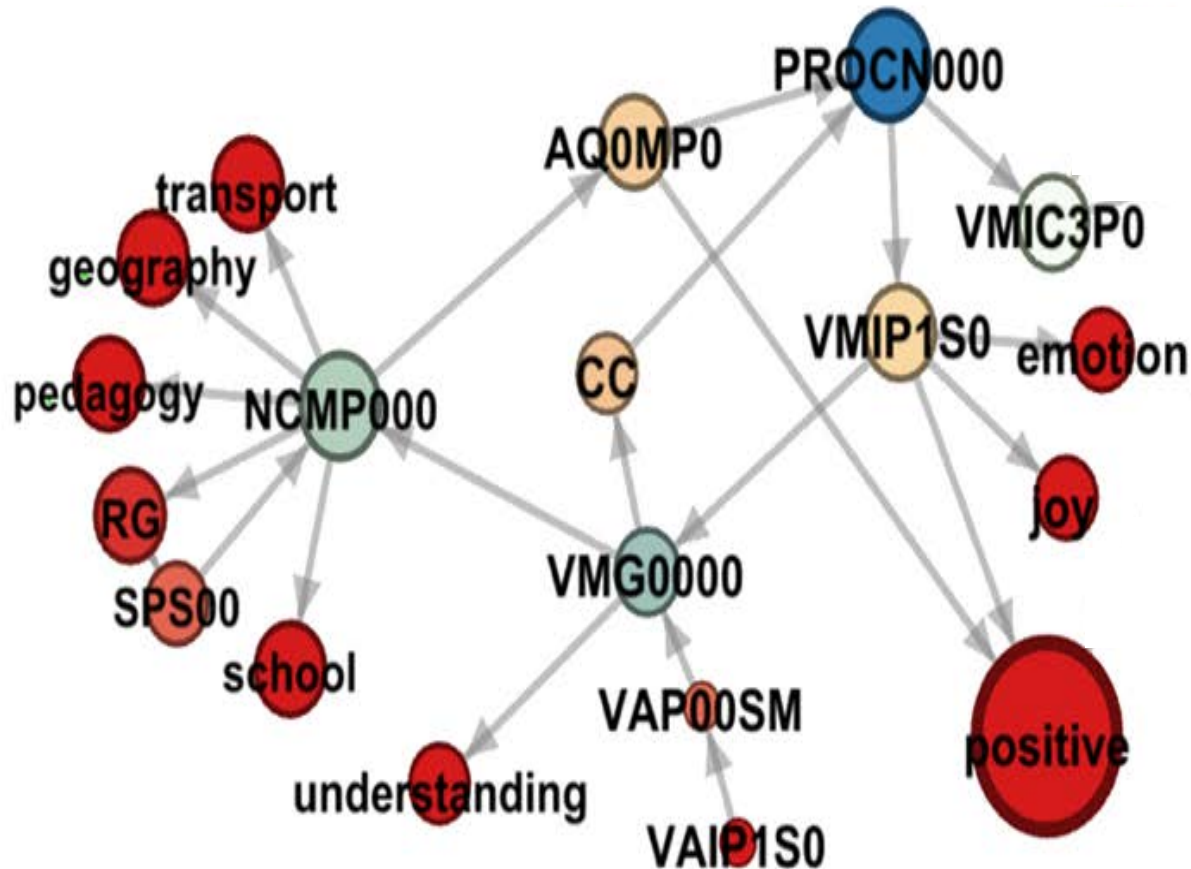 PROCN000
AQ0MP0
transport
VMIC3P0
geography
VMIP1S0
emotion
pedagogy
NCMP000
CC
RG
joy
VMG0000
SPS00
school
VAP00SM
positive
understanding
VAIP1S0